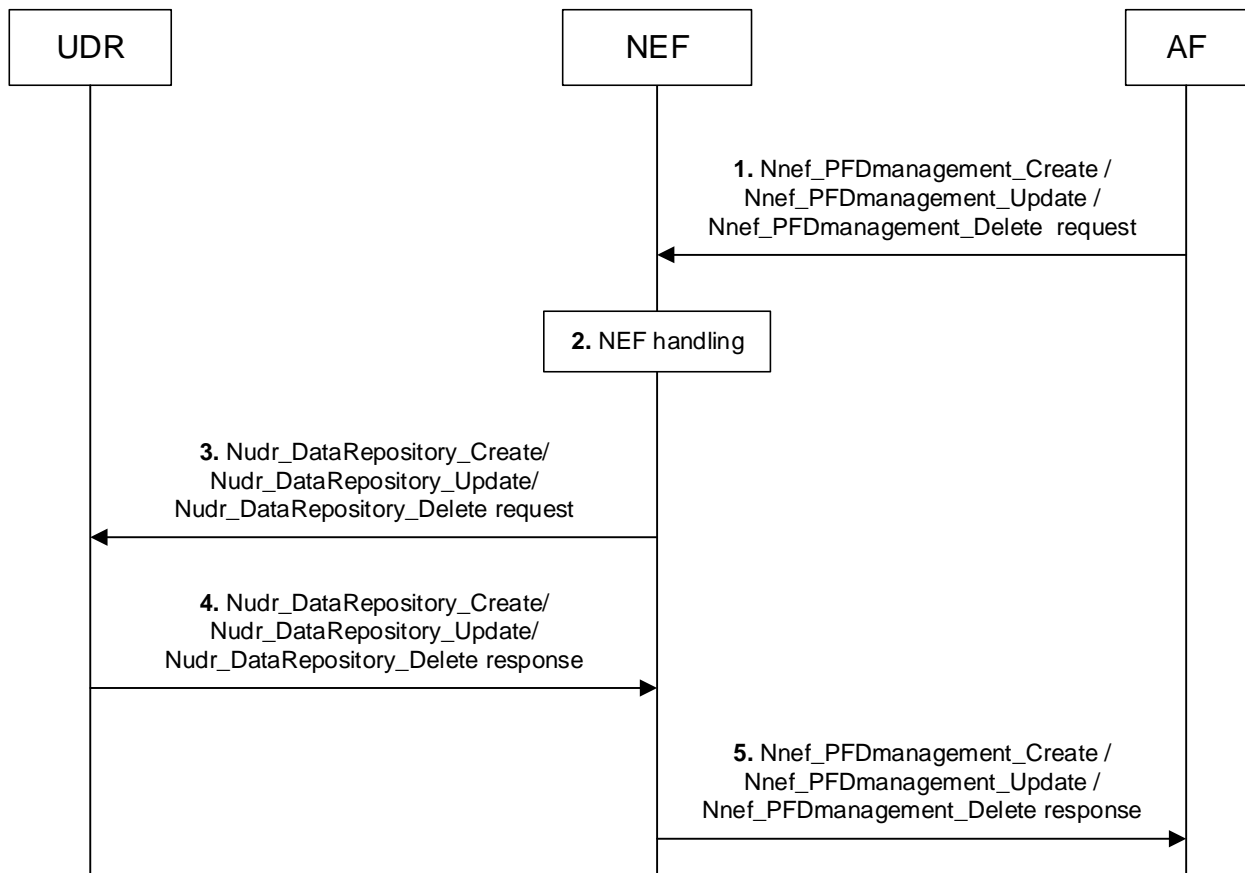 UDR
NEF
AF
1. Nnef_PFDmanagement_Create /
Nnef_PFDmanagement_Update /
Nnef_PFDmanagement_Delete  request
2. NEF handling
3. Nudr_DataRepository_Create/
Nudr_DataRepository_Update/
Nudr_DataRepository_Delete request
4. Nudr_DataRepository_Create/
Nudr_DataRepository_Update/
Nudr_DataRepository_Delete response
5. Nnef_PFDmanagement_Create /
Nnef_PFDmanagement_Update /
Nnef_PFDmanagement_Delete response